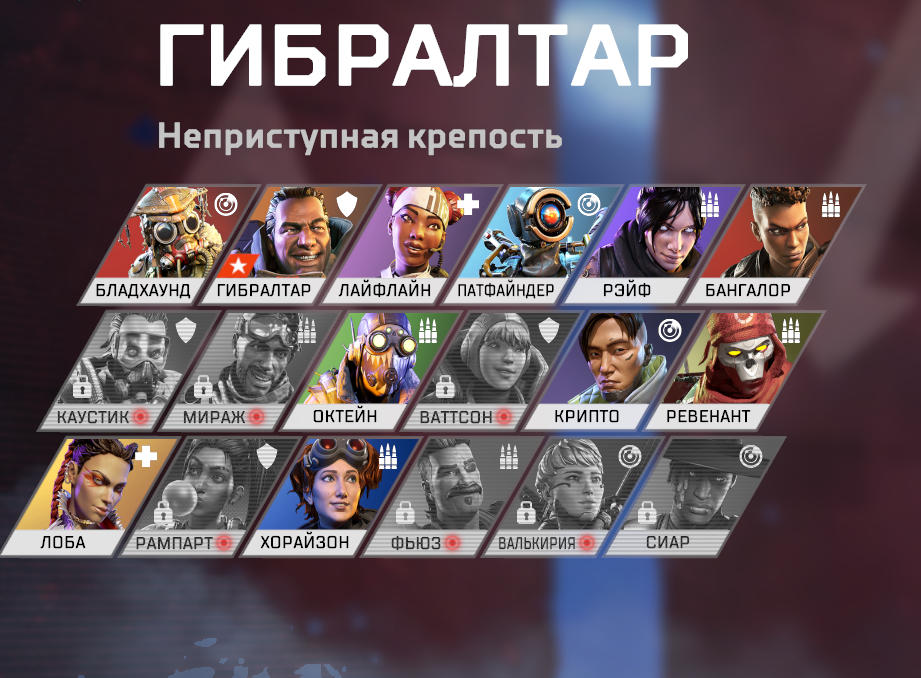 ГИБРАЛТАР
Неприступная крепость
БЛАДХАУНД ГИБРАЛТАР ЛАЙФЛАЙН ПАТФАЙНДЕР РЭЙФ БАНГАЛОР
КАУСТИК МИРАЖ ОКТЕЙН ВАТТСОН КРИПТО РЕВЕНАНТ
ЛОБА РАМПАРТ ХОРАЙЗОН ФЬЮЗ ВАЛЬКИРИЯ СИАР